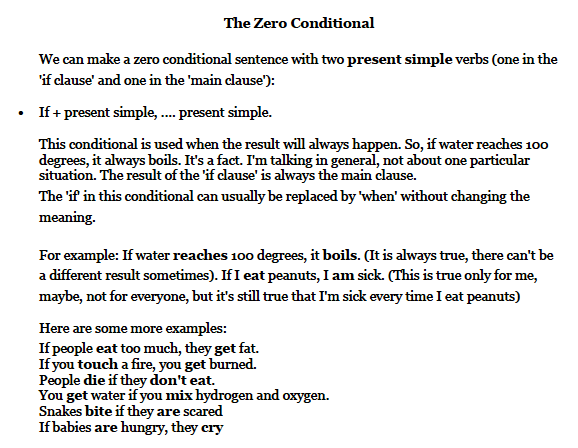 The Zero Conditional
We can make a zero conditional sentence with two present simple verbs (one in the
'if clause' and one in the 'main clause'):
• If + present simple, .... present simple.
This conditional is used when the result will always happen. So, if water reaches 100
degrees, it always boils. It's a fact. I'm talking in general, not about one particular
situation. The result of the 'if clause' is always the main clause.
The 'if' in this conditional can usually be replaced by 'when' without changing the
meaning.
For example: If water reaches 100 degrees, it boils. (It is always true, there can't be
a different result sometimes). If I eat peanuts, I am sick. (This is true only for me,
maybe, not for everyone, but it's still true that I'm sick every time I eat peanuts)
Here are some more examples:
If people eat too much, they get fat.
If you touch a fire, you get burned.
People die if they don't eat.
You get water if you mix hydrogen and oxygen.
Snakes bite if they are scared
If babies are hungry, they cry